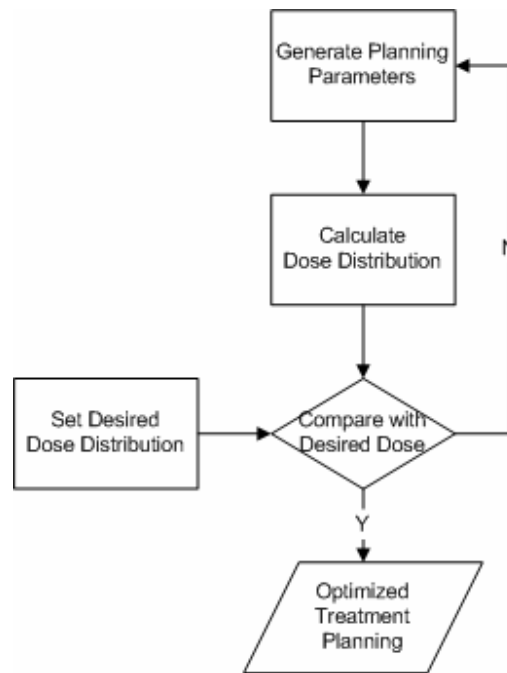 Generate Planning
Parameters
Calculate
Dose Distribution
Set Desired
Dose Distribution
Compare with
Desired Dose
Y
Optimized
Treatment
Planning